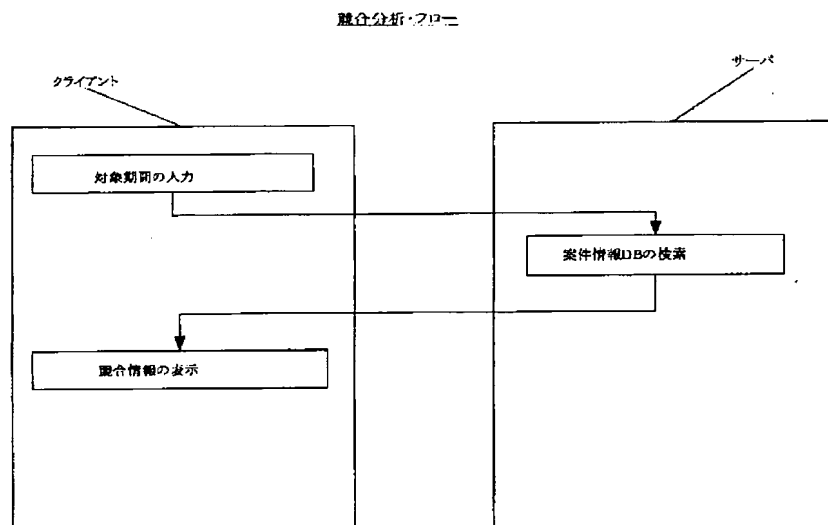 競合分析・フロー
クライアント
サーバ
対象期間の入力
案件情報DBの検索
競合情報の表示